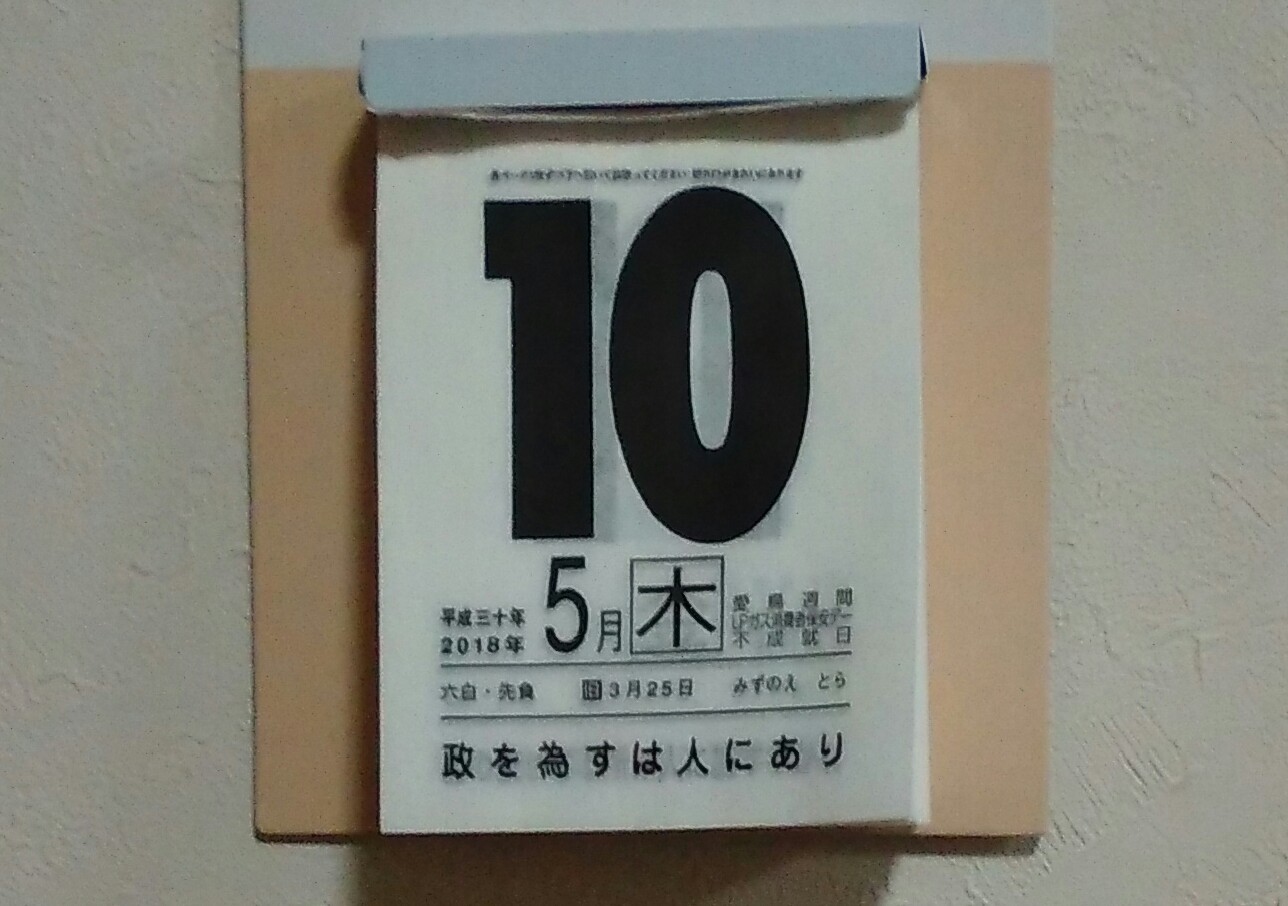 10
平成三十年
2018年
5月
木
愛鳥週間
LPガス消費者保安デー
不成就日
六白・先負 旧3月25日 みずのえ とら
政を為すは人にあり